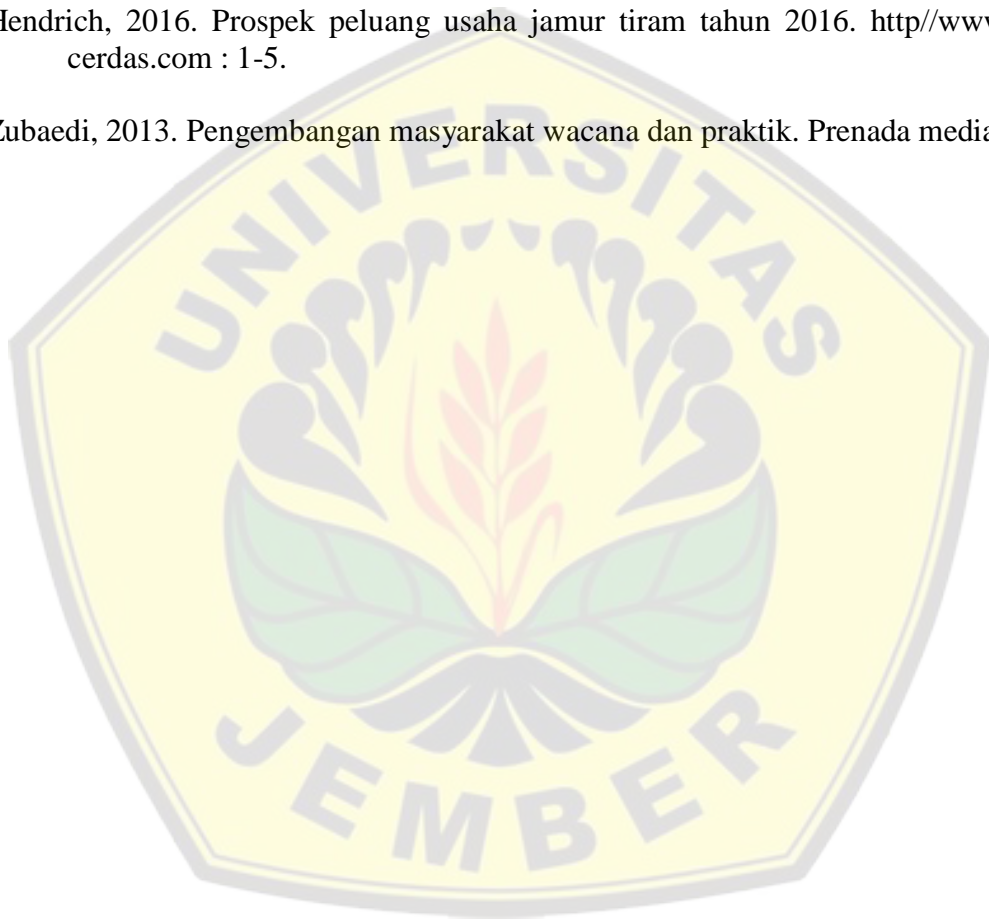 Hendrich, 2016. Prospek peluang usaha jamur tiram tahun 2016. http//www
cerdas.com : 1-5.
Zubaedi, 2013. Pengembangan masyarakat wacana dan praktik. Prenada media
UNIVERSITAS
JEMBER